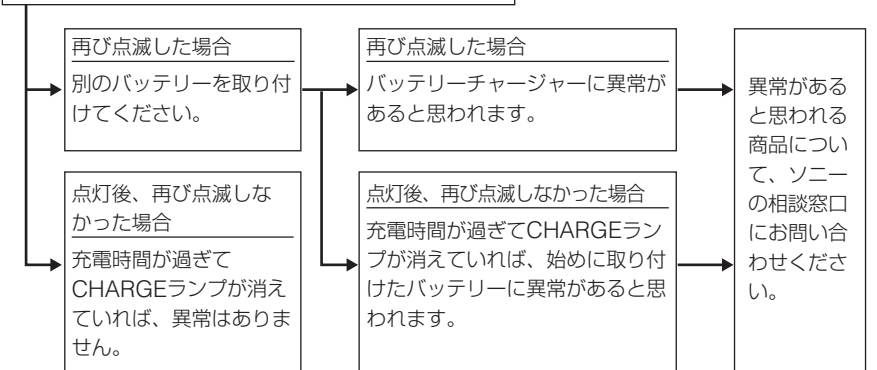 再び点滅した場合
別のバッテリーを取り付
けてください。
再び点滅した場合
バッテリーチャージャーに異常が
あると思われます。
点灯後、再び点滅しな
かった場合
充電時間が過ぎて
CHARGEランプが消え
ていれば、異常はありま
せん。
点灯後、再び点滅しなかった場合
充電時間が過ぎてCHARGEラン
プが消えていれば、始めに取り付
けたバッテリーに異常があると思
われます。
異常がある
と思われる
商品につい
て、ソニー
の相談窓口
にお問い合
わせくださ
い。